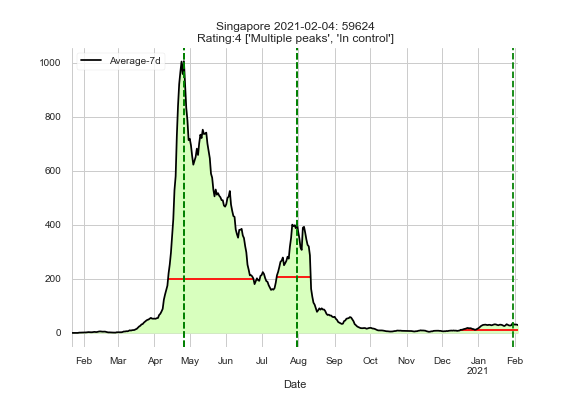 Singapore 2021-02-04: 59624
Rating:4 ['Multiple peaks', 'In control']
Average-7d
1000
800
600
400
200
0
Feb Mar Apr May Jun Jul Aug Sep Oct Nov Dec Jan Feb
2021
Date